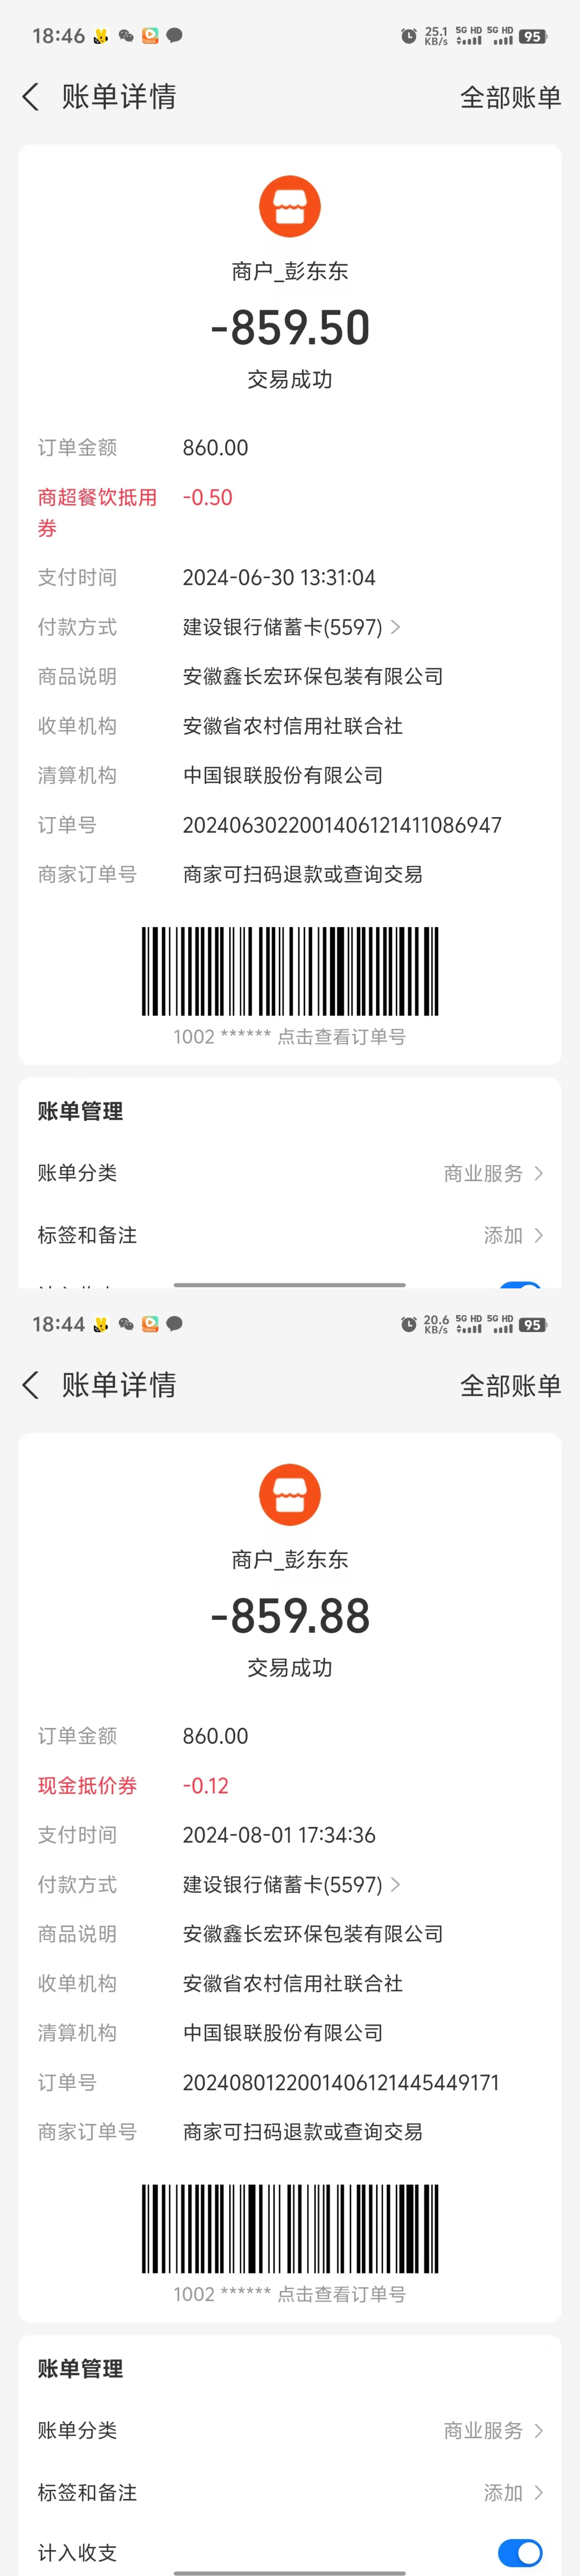 18:46 25.1 KB/s 5G HD 5G HD 95
账单详情 全部账单
商户_彭东东
-859.50
交易成功
订单金额 860.00
商超餐饮抵用 -0.50
券
支付时间 2024-06-30 13:31:04
付款方式 建设银行储蓄卡(5597)
商品说明 安徽鑫长宏环保包装有限公司
收单机构 安徽省农村信用社联合社
清算机构 中国银联股份有限公司
订单号 2024063022001406121411086947
商家订单号 商家可扫码退款或查询交易
1002 ****** 点击查看订单号
账单管理
账单分类 商业服务
标签和备注 添加
18:44 20.6 KB/s 5G HD 5G HD 95
账单详情 全部账单
商户_彭东东
-859.88
交易成功
订单金额 860.00
现金抵价券 -0.12
支付时间 2024-08-01 17:34:36
付款方式 建设银行储蓄卡(5597)
商品说明 安徽鑫长宏环保包装有限公司
收单机构 安徽省农村信用社联合社
清算机构 中国银联股份有限公司
订单号 2024080122001406121445449171
商家订单号 商家可扫码退款或查询交易
1002 ****** 点击查看订单号
账单管理
账单分类 商业服务
标签和备注 添加
计入收支